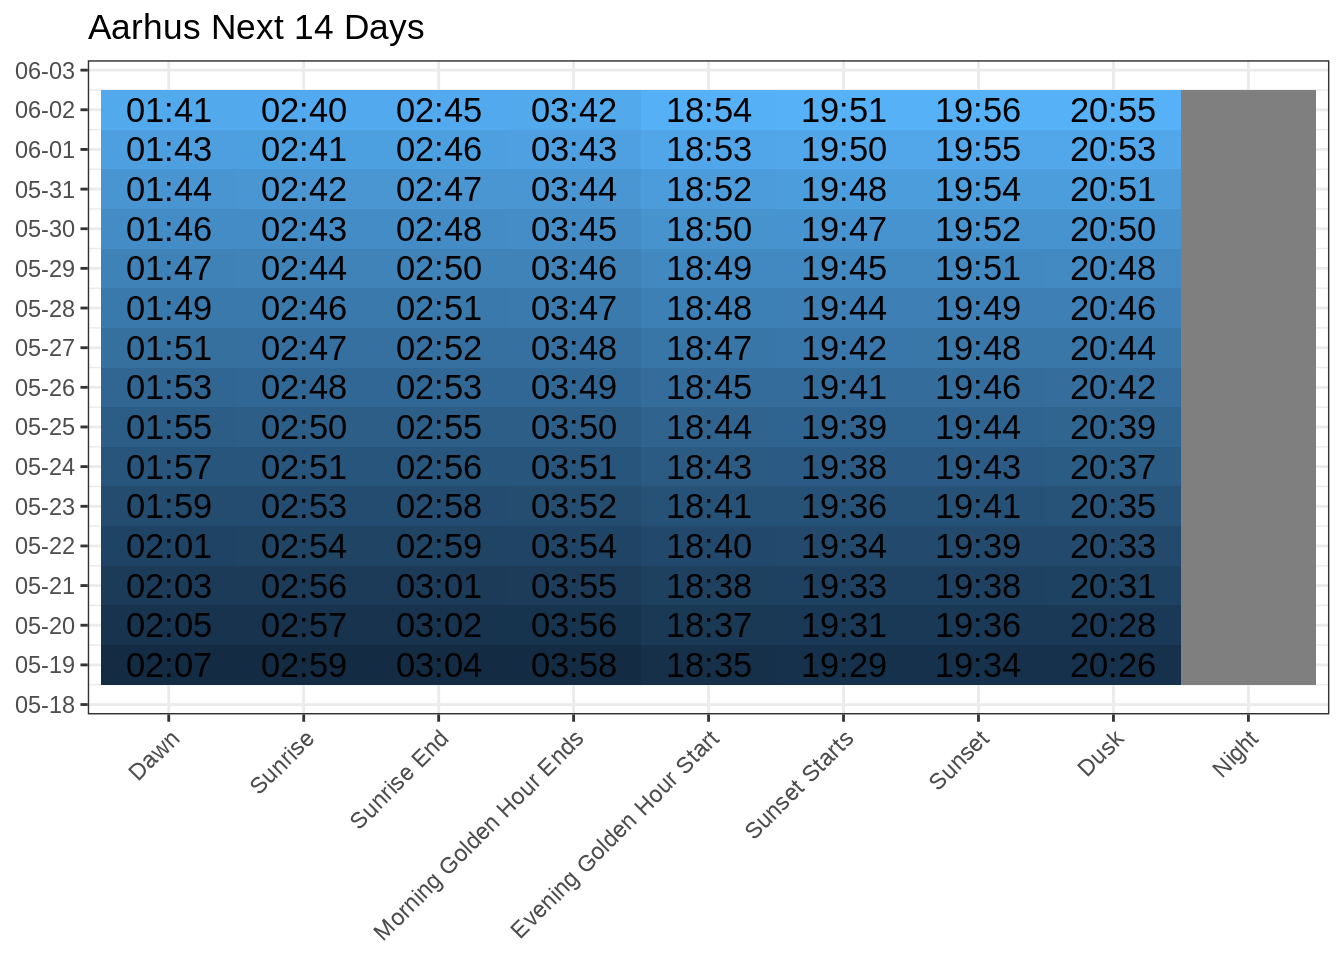 Aarhus Next 14 Days
06-03
06-02 01:41 02:40 02:45 03:42 18:54 19:51 19:56 20:55
06-01 01:43 02:41 02:46 03:43 18:53 19:50 19:55 20:53
05-31 01:44 02:42 02:47 03:44 18:52 19:48 19:54 20:51
05-30 01:46 02:43 02:48 03:45 18:50 19:47 19:52 20:50
05-29 01:47 02:44 02:50 03:46 18:49 19:45 19:51 20:48
05-28 01:49 02:46 02:51 03:47 18:48 19:44 19:49 20:46
05-27 01:51 02:47 02:52 03:48 18:47 19:42 19:48 20:44
05-26 01:53 02:48 02:53 03:49 18:45 19:41 19:46 20:42
05-25 01:55 02:50 02:55 03:50 18:44 19:39 19:44 20:39
05-24 01:57 02:51 02:56 03:51 18:43 19:38 19:43 20:37
05-23 01:59 02:53 02:58 03:52 18:41 19:36 19:41 20:35
05-22 02:01 02:54 02:59 03:54 18:40 19:34 19:39 20:33
05-21 02:03 02:56 03:01 03:55 18:38 19:33 19:38 20:31
05-20 02:05 02:57 03:02 03:56 18:37 19:31 19:36 20:28
05-19 02:07 02:59 03:04 03:58 18:35 19:29 19:34 20:26
05-18
Dawn
Sunrise
Sunrise End
Morning Golden Hour Ends
Evening Golden Hour Start
Sunset Starts
Sunset
Dusk
Night